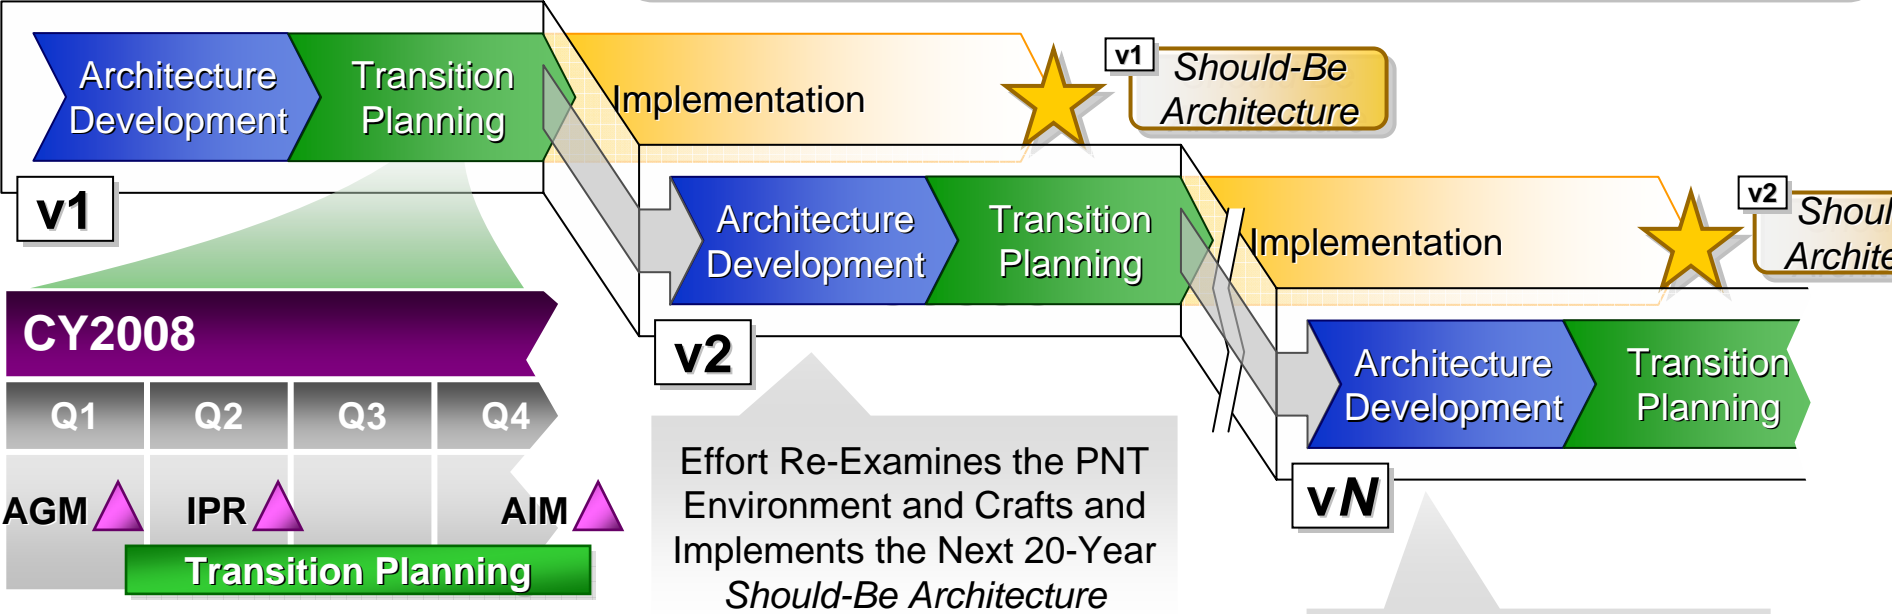 Architecture
Development
Transition
Planning
Implementation
v1
Should-Be
Architecture
v1
Architecture
Development
Transition
Planning
Implementation
v2
v2
Architecture
Development
Transition
Planning
vN
CY2008
Q1 Q2 Q3 Q4
AGM IPR AIM
Transition Planning
Effort Re-Examines the PNT
Environment and Crafts and
Implements the Next 20-Year
Should-Be Architecture